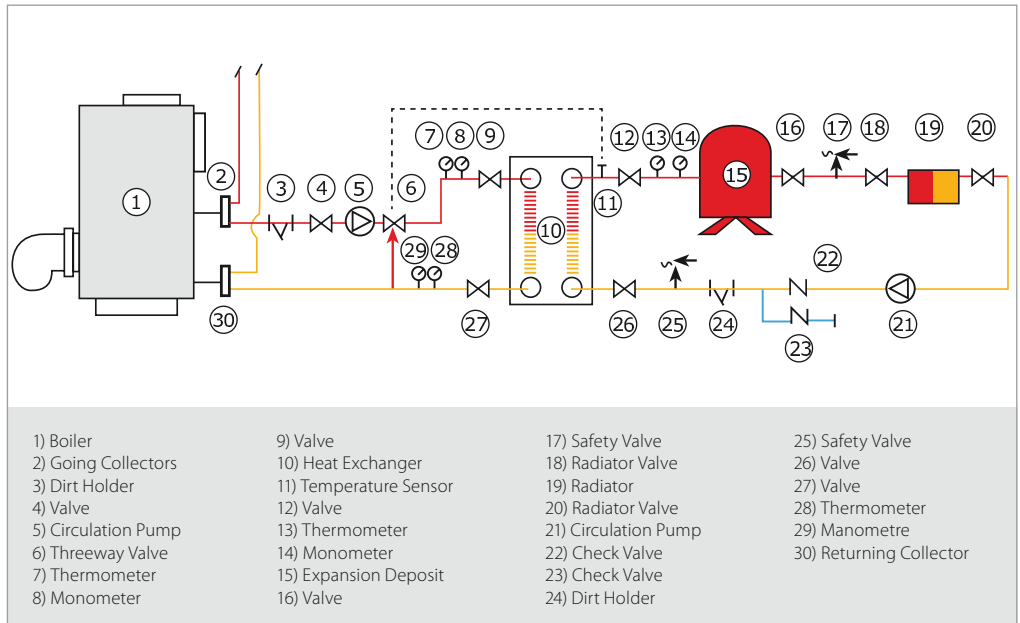 1
2
3
4
5
6
7
8
9
10
11
12
13
14
15
16
17
18
19
20
21
22
23
24
25
26
27
28
29
30
1) Boiler
2) Going Collectors
3) Dirt Holder
4) Valve
5) Circulation Pump
6) Threeway Valve
7) Thermometer
8) Monometer
9) Valve
10) Heat Exchanger
11) Temperature Sensor
12) Valve
13) Thermometer
14) Monometer
15) Expansion Deposit
16) Valve
17) Safety Valve
18) Radiator Valve
19) Radiator
20) Radiator Valve
21) Circulation Pump
22) Check Valve
23) Check Valve
24) Dirt Holder
25) Safety Valve
26) Valve
27) Valve
28) Thermometer
29) Manometre
30) Returning Collector